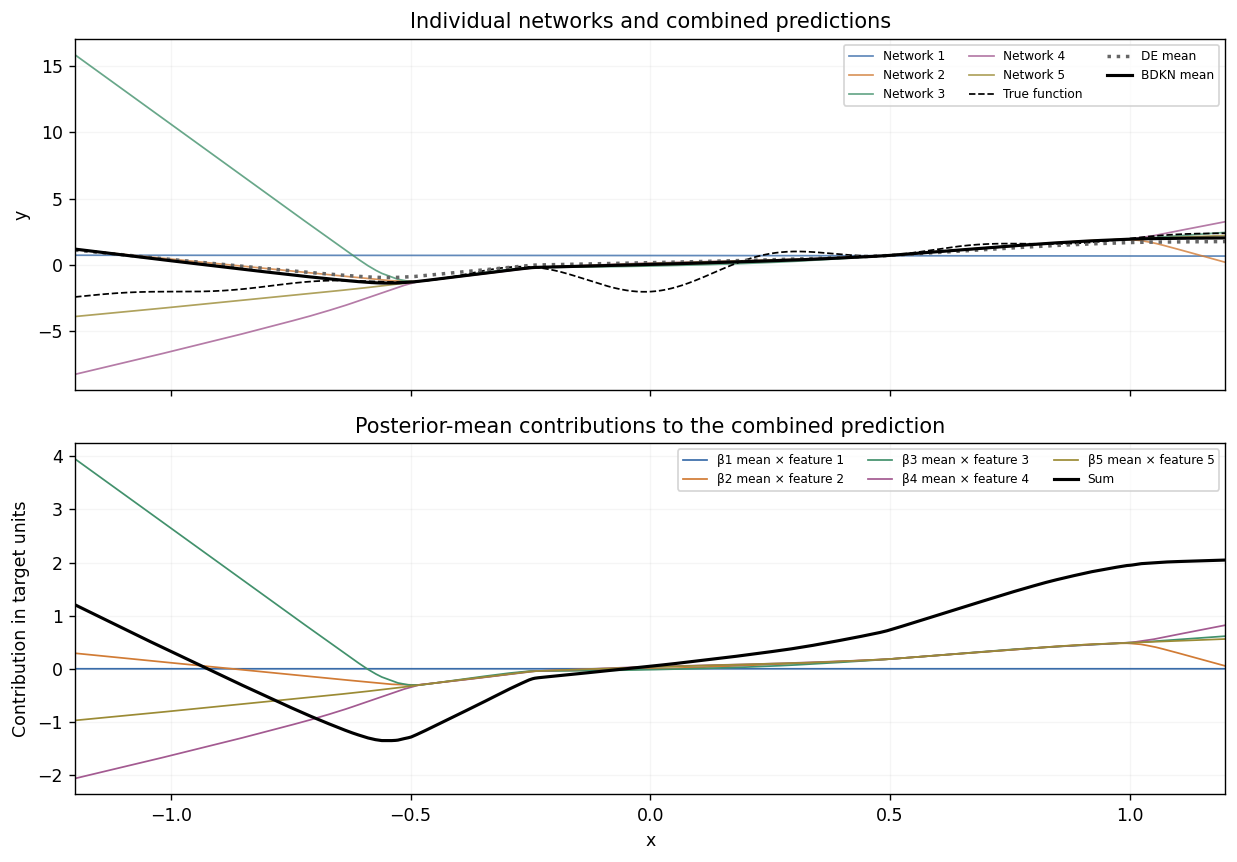 Individual networks and combined predictions
Network 1
Network 2
Network 3
Network 4
Network 5
True function
DE mean
BDKN mean
y
15
10
5
0
−5
Posterior-mean contributions to the combined prediction
β1 mean × feature 1
β2 mean × feature 2
β3 mean × feature 3
β4 mean × feature 4
β5 mean × feature 5
Sum
Contribution in target units
4
3
2
1
0
−1
−2
−1.0
−0.5
0.0
0.5
1.0
x